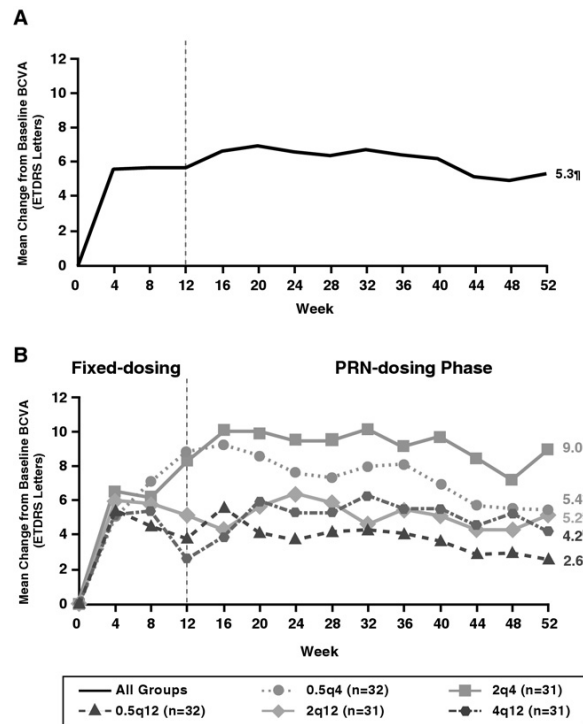 A
Mean Change from Baseline BCVA
(ETDRS Letters)
12
10
8
6
4
2
0
5.3¶
0 4 8 12 16 20 24 28 32 36 40 44 48 52
Week
B
Fixed-dosing PRN-dosing Phase
Mean Change from Baseline BCVA
(ETDRS Letters)
12
10
8
6
4
2
0
9.0
5.4
5.2
4.2
2.6
0 4 8 12 16 20 24 28 32 36 40 44 48 52
Week
All Groups 0.5q4 (n=32) 2q4 (n=31)
0.5q12 (n=32) 2q12 (n=31) 4q12 (n=31)